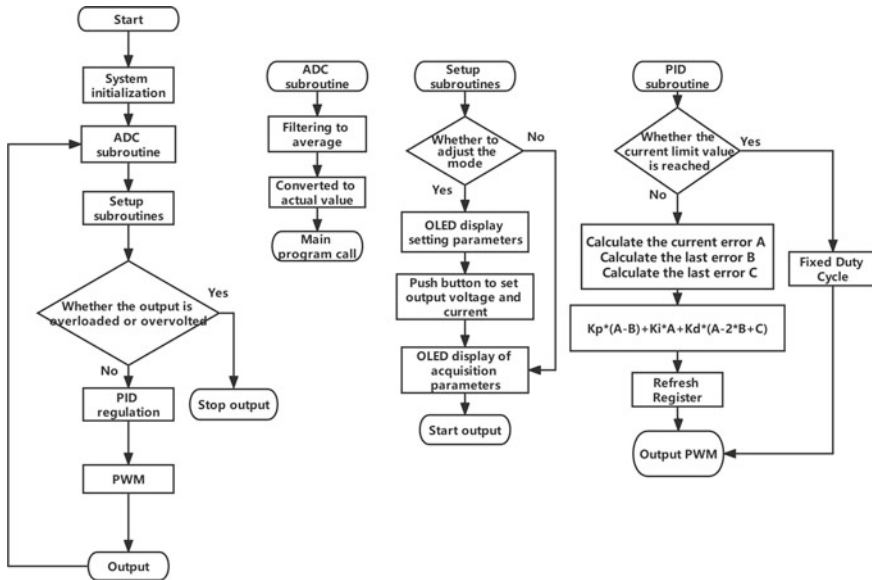 Start
System
initialization
ADC
subroutine
Setup
subroutines
Whether the output is
overloaded or overvolted
Yes
No
PID
regulation
Stop output
PWM
Output
ADC
subroutine
Filtering to
average
Converted to
actual value
Main
program call
Setup
subroutines
Whether to
adjust the
mode
No
Yes
OLED display
setting parameters
Push button to set
output voltage and
current
OLED display of
acquisition
parameters
Start output
PID
subroutine
Whether the
current limit value
is reached
Yes
No
Calculate the current error A
Calculate the last error B
Calculate the last error C
Fixed Duty
Cycle
Kp*(A-B)+Ki*A+Kd*(A-2*B+C)
Refresh
Register
Output PWM